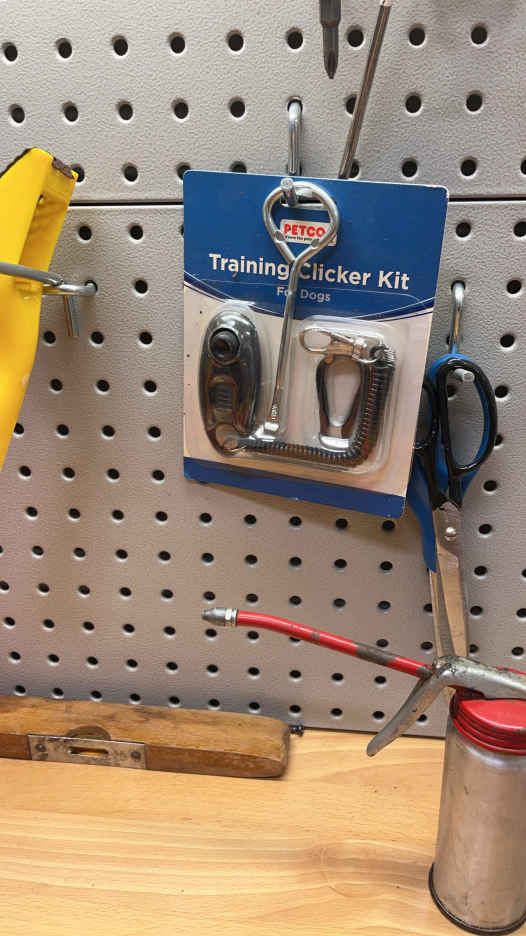 PETCO
Training Clicker Kit
For Dogs